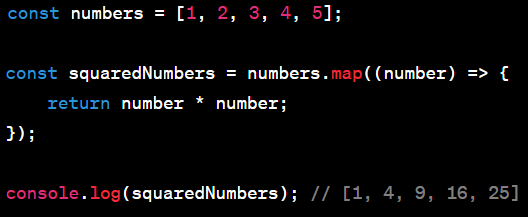 const numbers = [1, 2, 3, 4, 5];
const squaredNumbers = numbers.map((number) => {
    return number * number;
});
console.log(squaredNumbers); // [1, 4, 9, 16, 25]